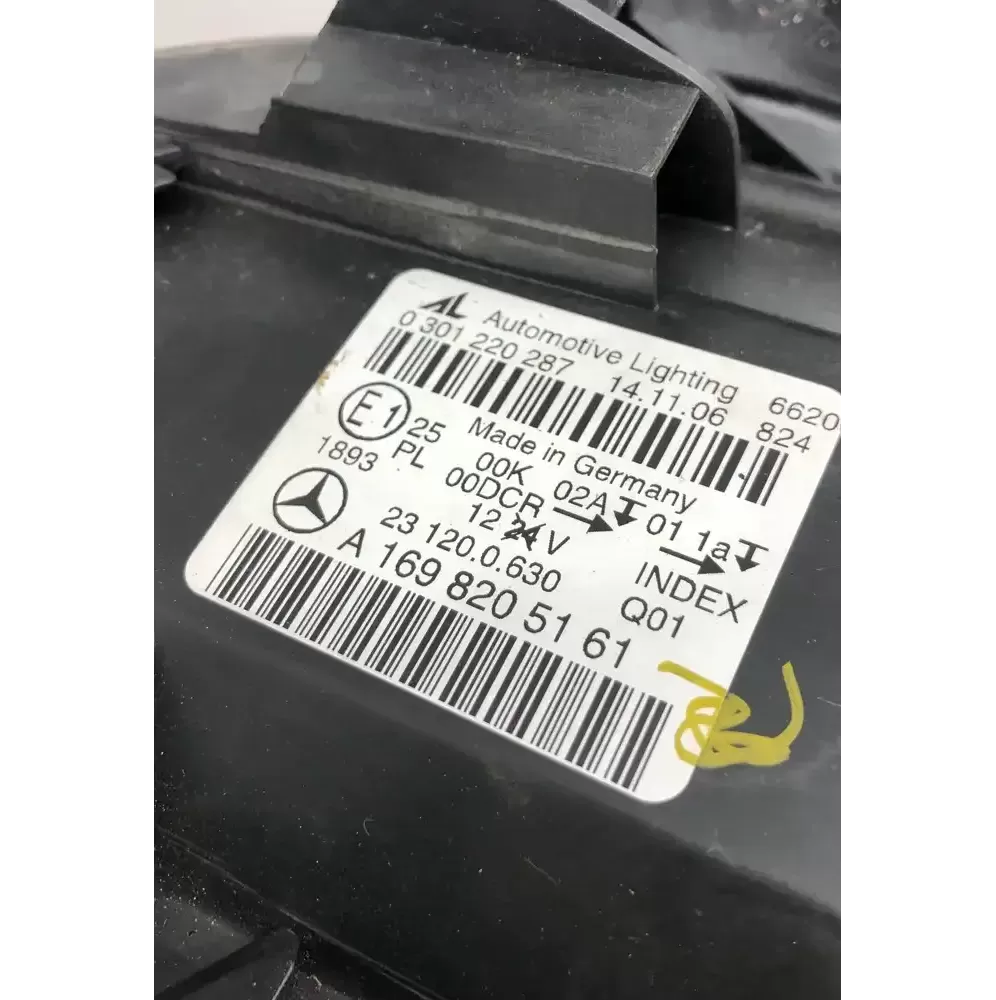 AL Automotive Lighting 6620
0 301 220 287 14.11.06 824
E1 25 Made in Germany
1893 PL 00K 02A 01 1a
00DCR
12 24 V INDEX
23 120.0.630 Q01
A 169 820 51 61